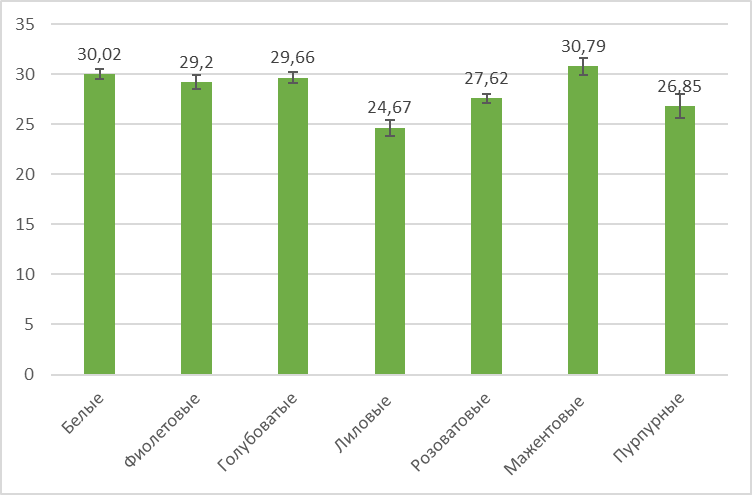 35
30
25
20
15
10
5
0
30,02
29,2
29,66
24,67
27,62
30,79
26,85
Белые
Фиолетовые
Голубоватые
Лиловые
Розоватовые
Мажентовые
Пурпурные